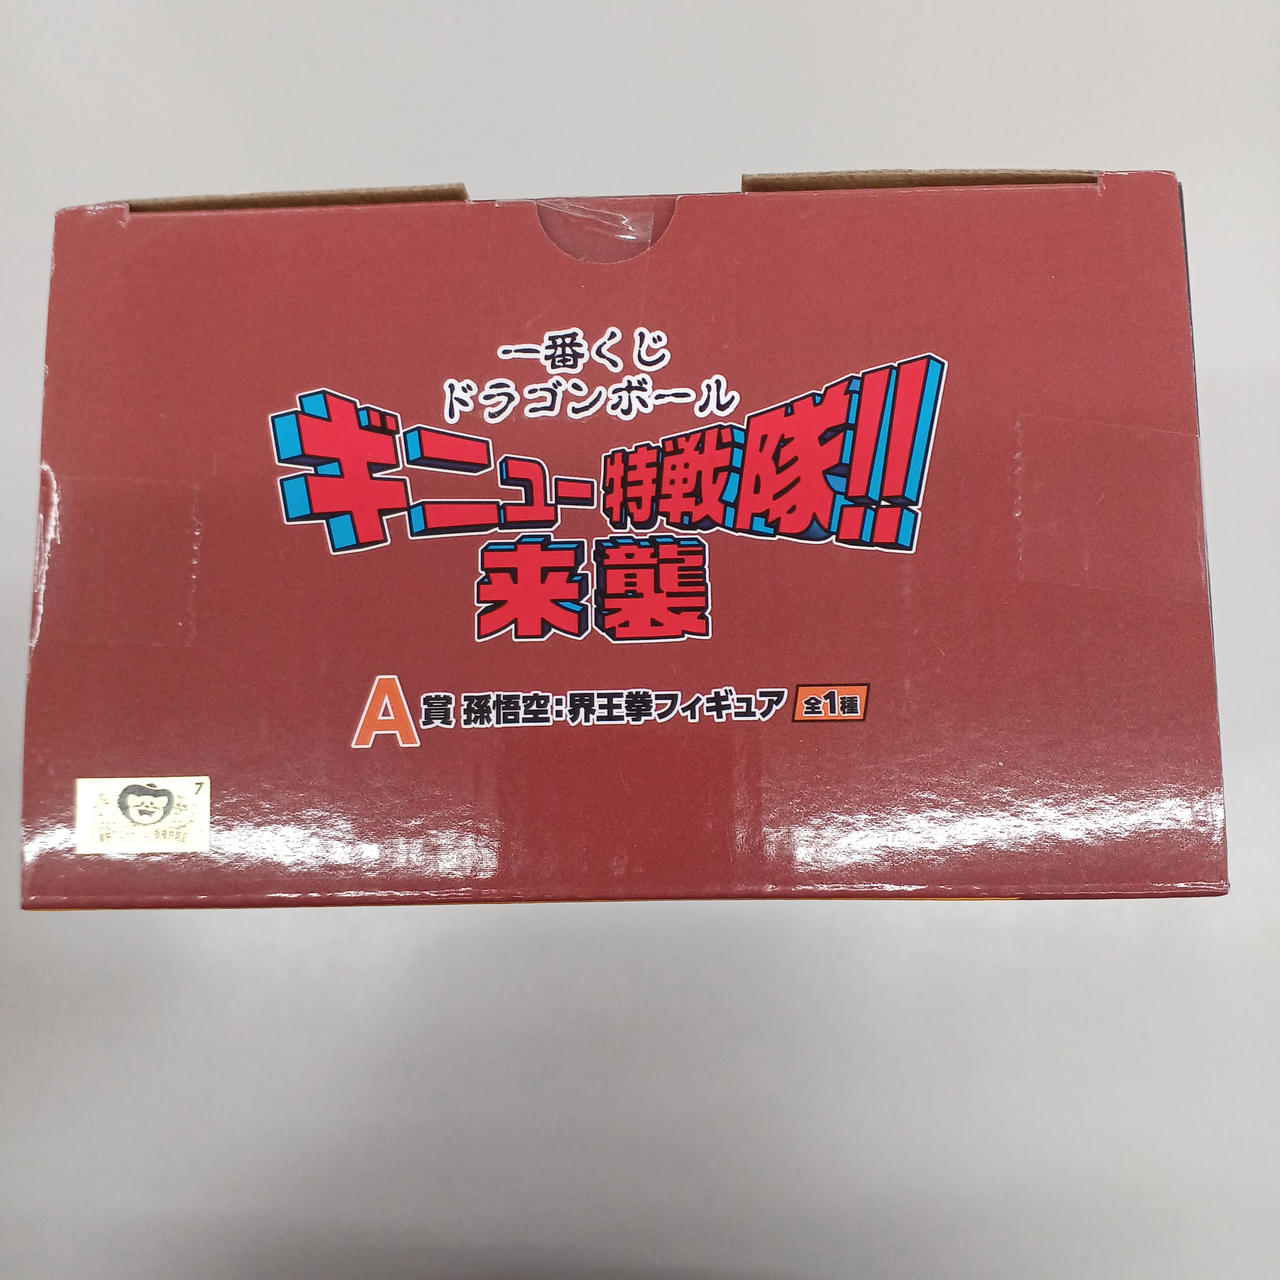 一番くじ
ドラゴンボール
ギニュー特戦隊!!
来襲
A賞 孫悟空:界王拳フィギュア 全1種
7